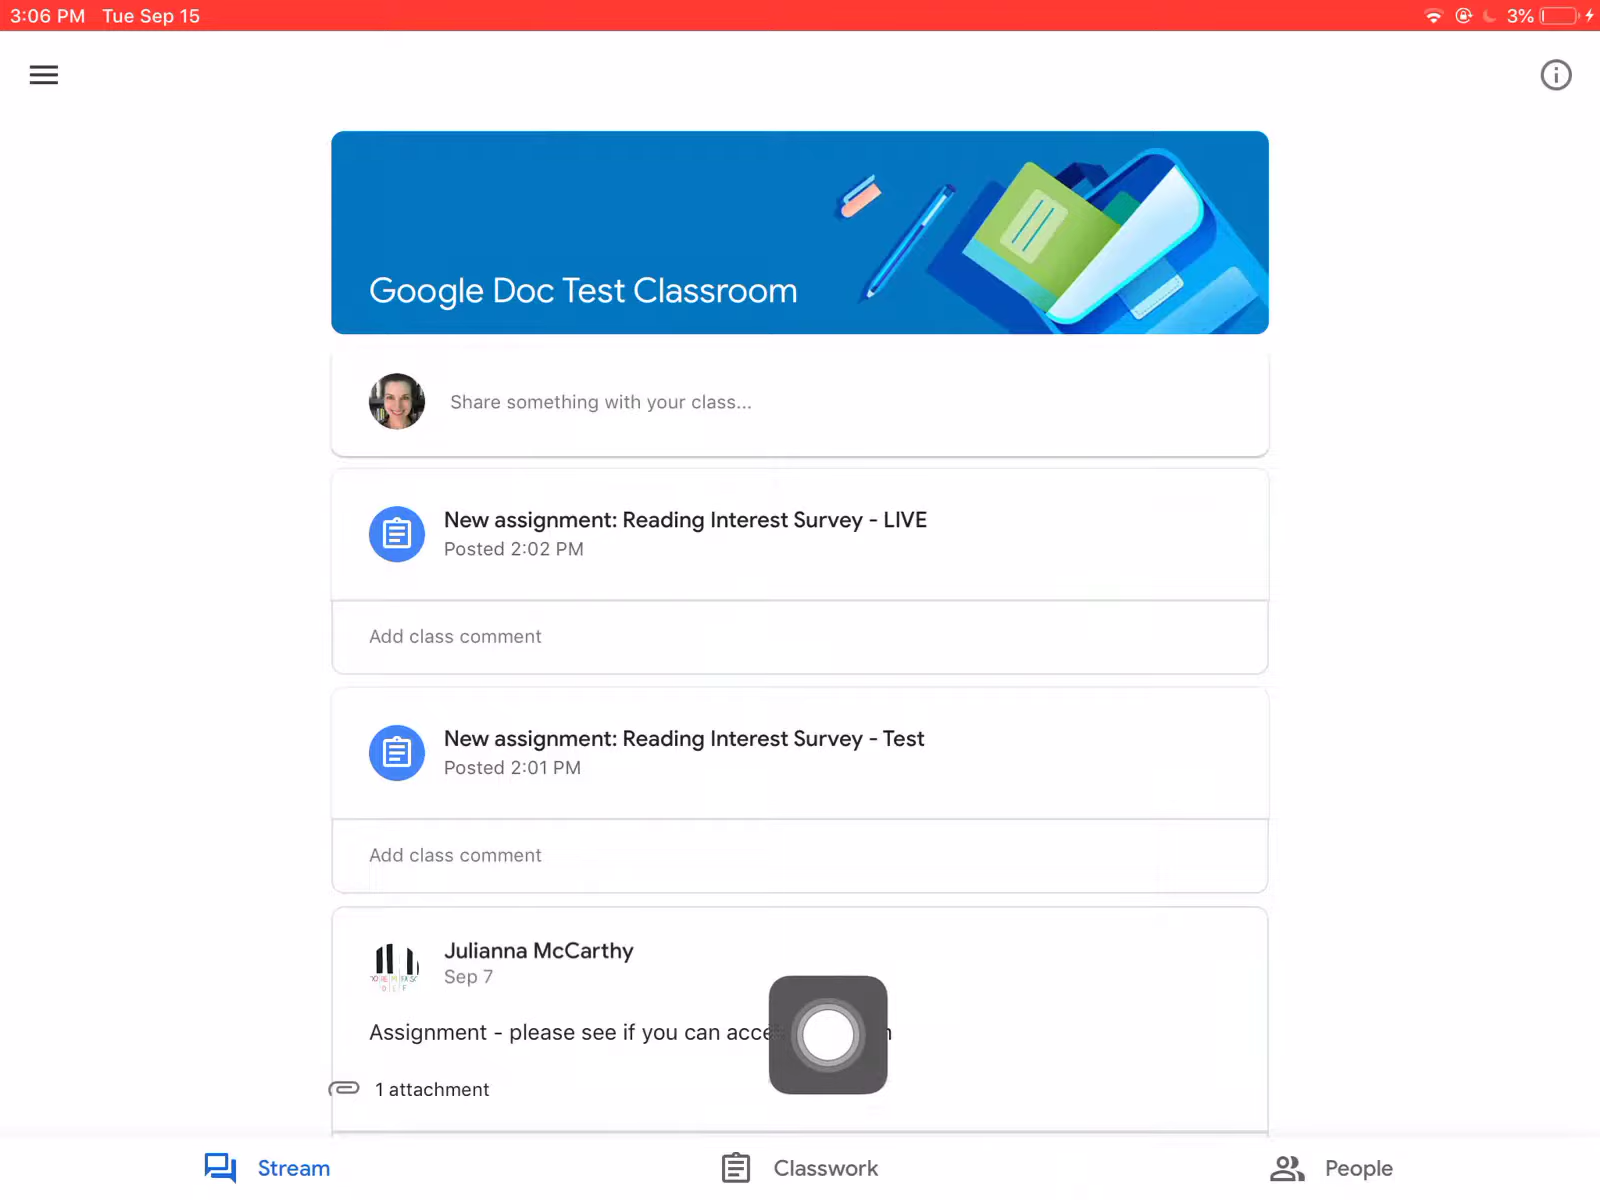 3:06 PM Tue Sep 15
3%
Google Doc Test Classroom
Share something with your class...
New assignment: Reading Interest Survey - LIVE
Posted 2:02 PM
Add class comment
New assignment: Reading Interest Survey - Test
Posted 2:01 PM
Add class comment
Julianna McCarthy
Sep 7
Assignment - please see if you can
1 attachment
Stream
Classwork
People